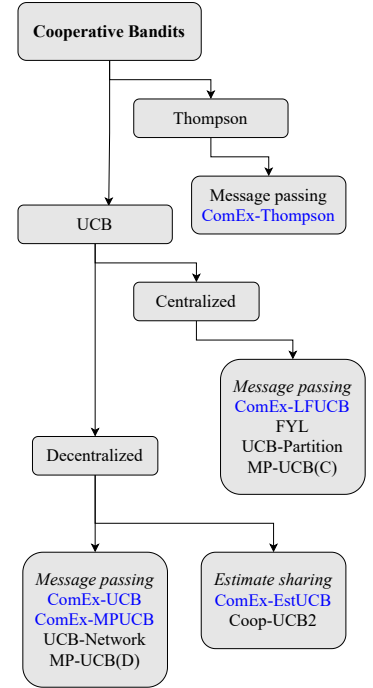 Cooperative Bandits
Thompson
Message passing
ComEx-Thompson
UCB
Centralized
Message passing
ComEx-LFUCB
FYL
UCB-Partition
MP-UCB(C)
Decentralized
Message passing
ComEx-UCB
ComEx-MPUCB
UCB-Network
MP-UCB(D)
Estimate sharing
ComEx-EstUCB
Coop-UCB2